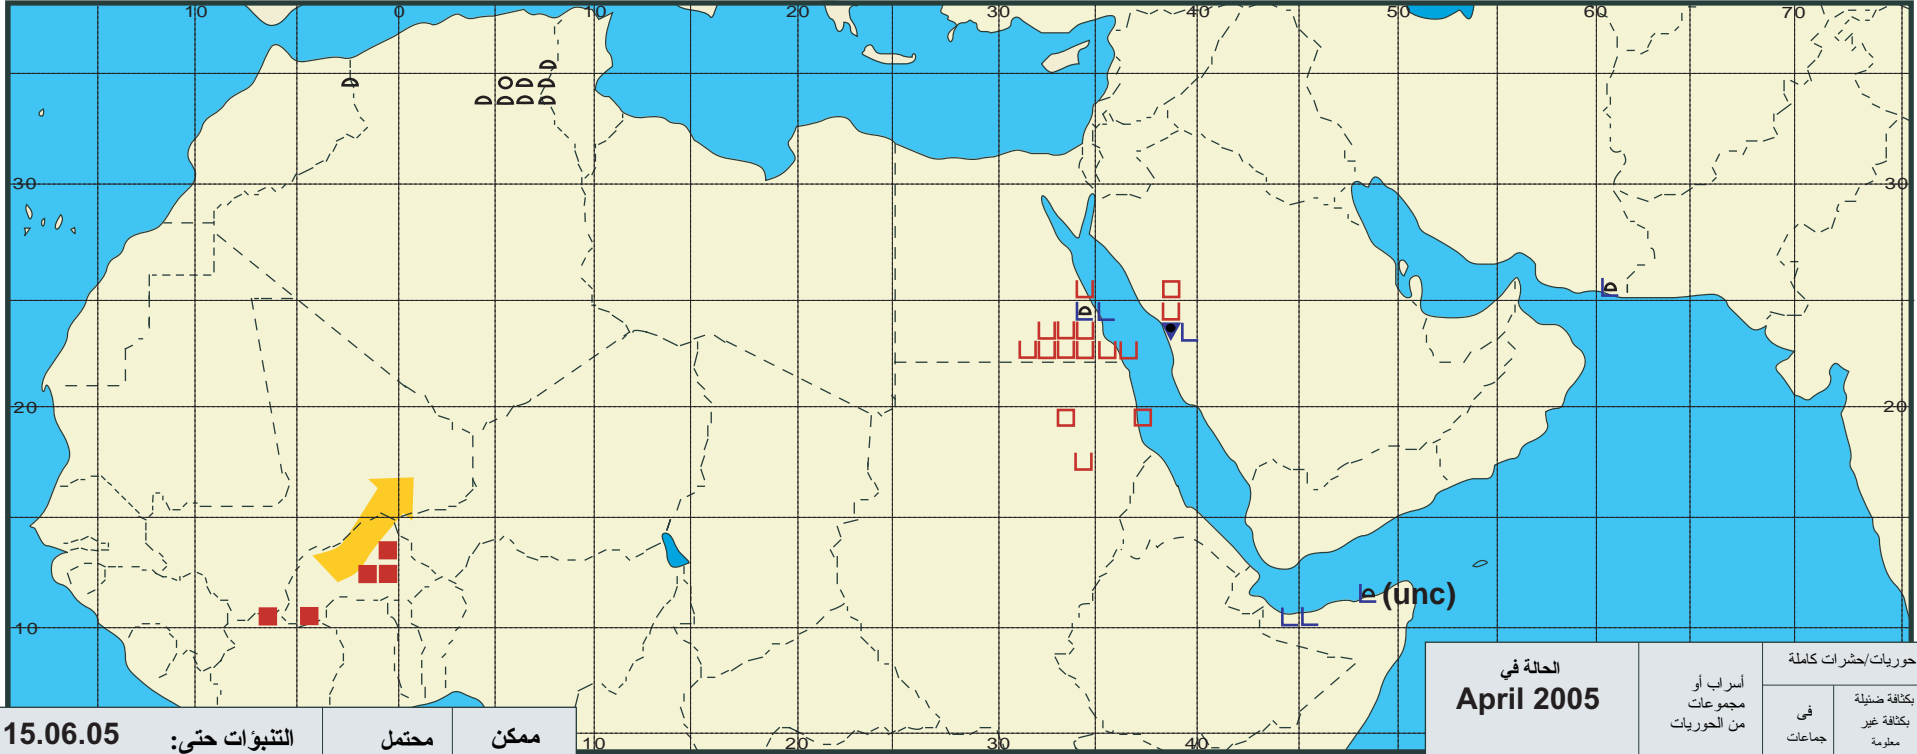 10 0 10 20 30 40 50 60 70
30 30
20 20
(unc)
10
10 20 30 40
الحالة في
April 2005
أسراب أو
مجموعات
من الحوريات
حوريات/حشرات كاملة
فى
جماعات
بكثافة ضئيلة
بكثافة غير
معلومة
التنبؤات حتى:
15.06.05
محتمل
ممكن